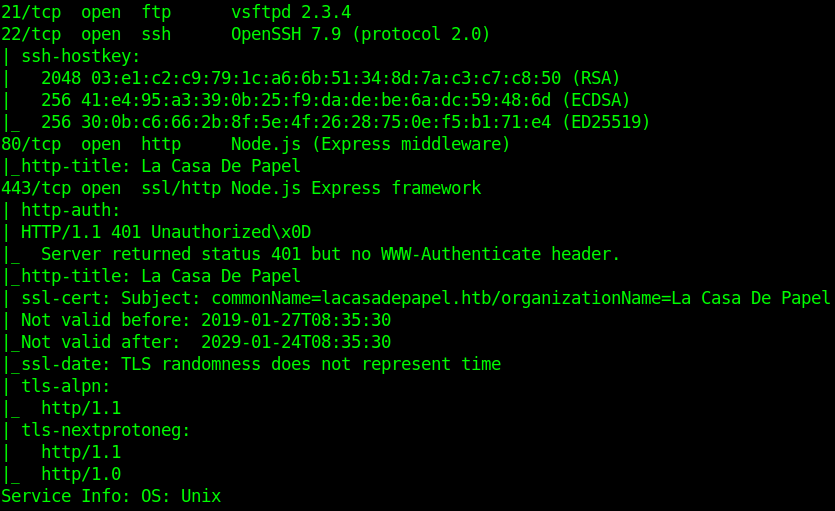 21/tcp  open  ftp      vsftpd 2.3.4
22/tcp  open  ssh      OpenSSH 7.9 (protocol 2.0)
| ssh-hostkey:
|   2048 03:e1:c2:c9:79:1c:a6:6b:51:34:8d:7a:c3:c7:c8:50 (RSA)
|   256 41:e4:95:a3:39:0b:25:f9:da:de:be:6a:dc:59:48:6d (ECDSA)
|_  256 30:0b:c6:66:2b:8f:5e:4f:26:28:75:0e:f5:b1:71:e4 (ED25519)
80/tcp  open  http     Node.js (Express middleware)
|_http-title: La Casa De Papel
443/tcp open  ssl/http Node.js Express framework
| http-auth:
| HTTP/1.1 401 Unauthorized\x0D
|_  Server returned status 401 but no WWW-Authenticate header.
|_http-title: La Casa De Papel
| ssl-cert: Subject: commonName=lacasadepapel.htb/organizationName=La Casa De Papel
| Not valid before: 2019-01-27T08:35:30
|_Not valid after:  2029-01-24T08:35:30
|_ssl-date: TLS randomness does not represent time
| tls-alpn:
|_  http/1.1
| tls-nextprotoneg:
|   http/1.1
|_  http/1.0
Service Info: OS: Unix